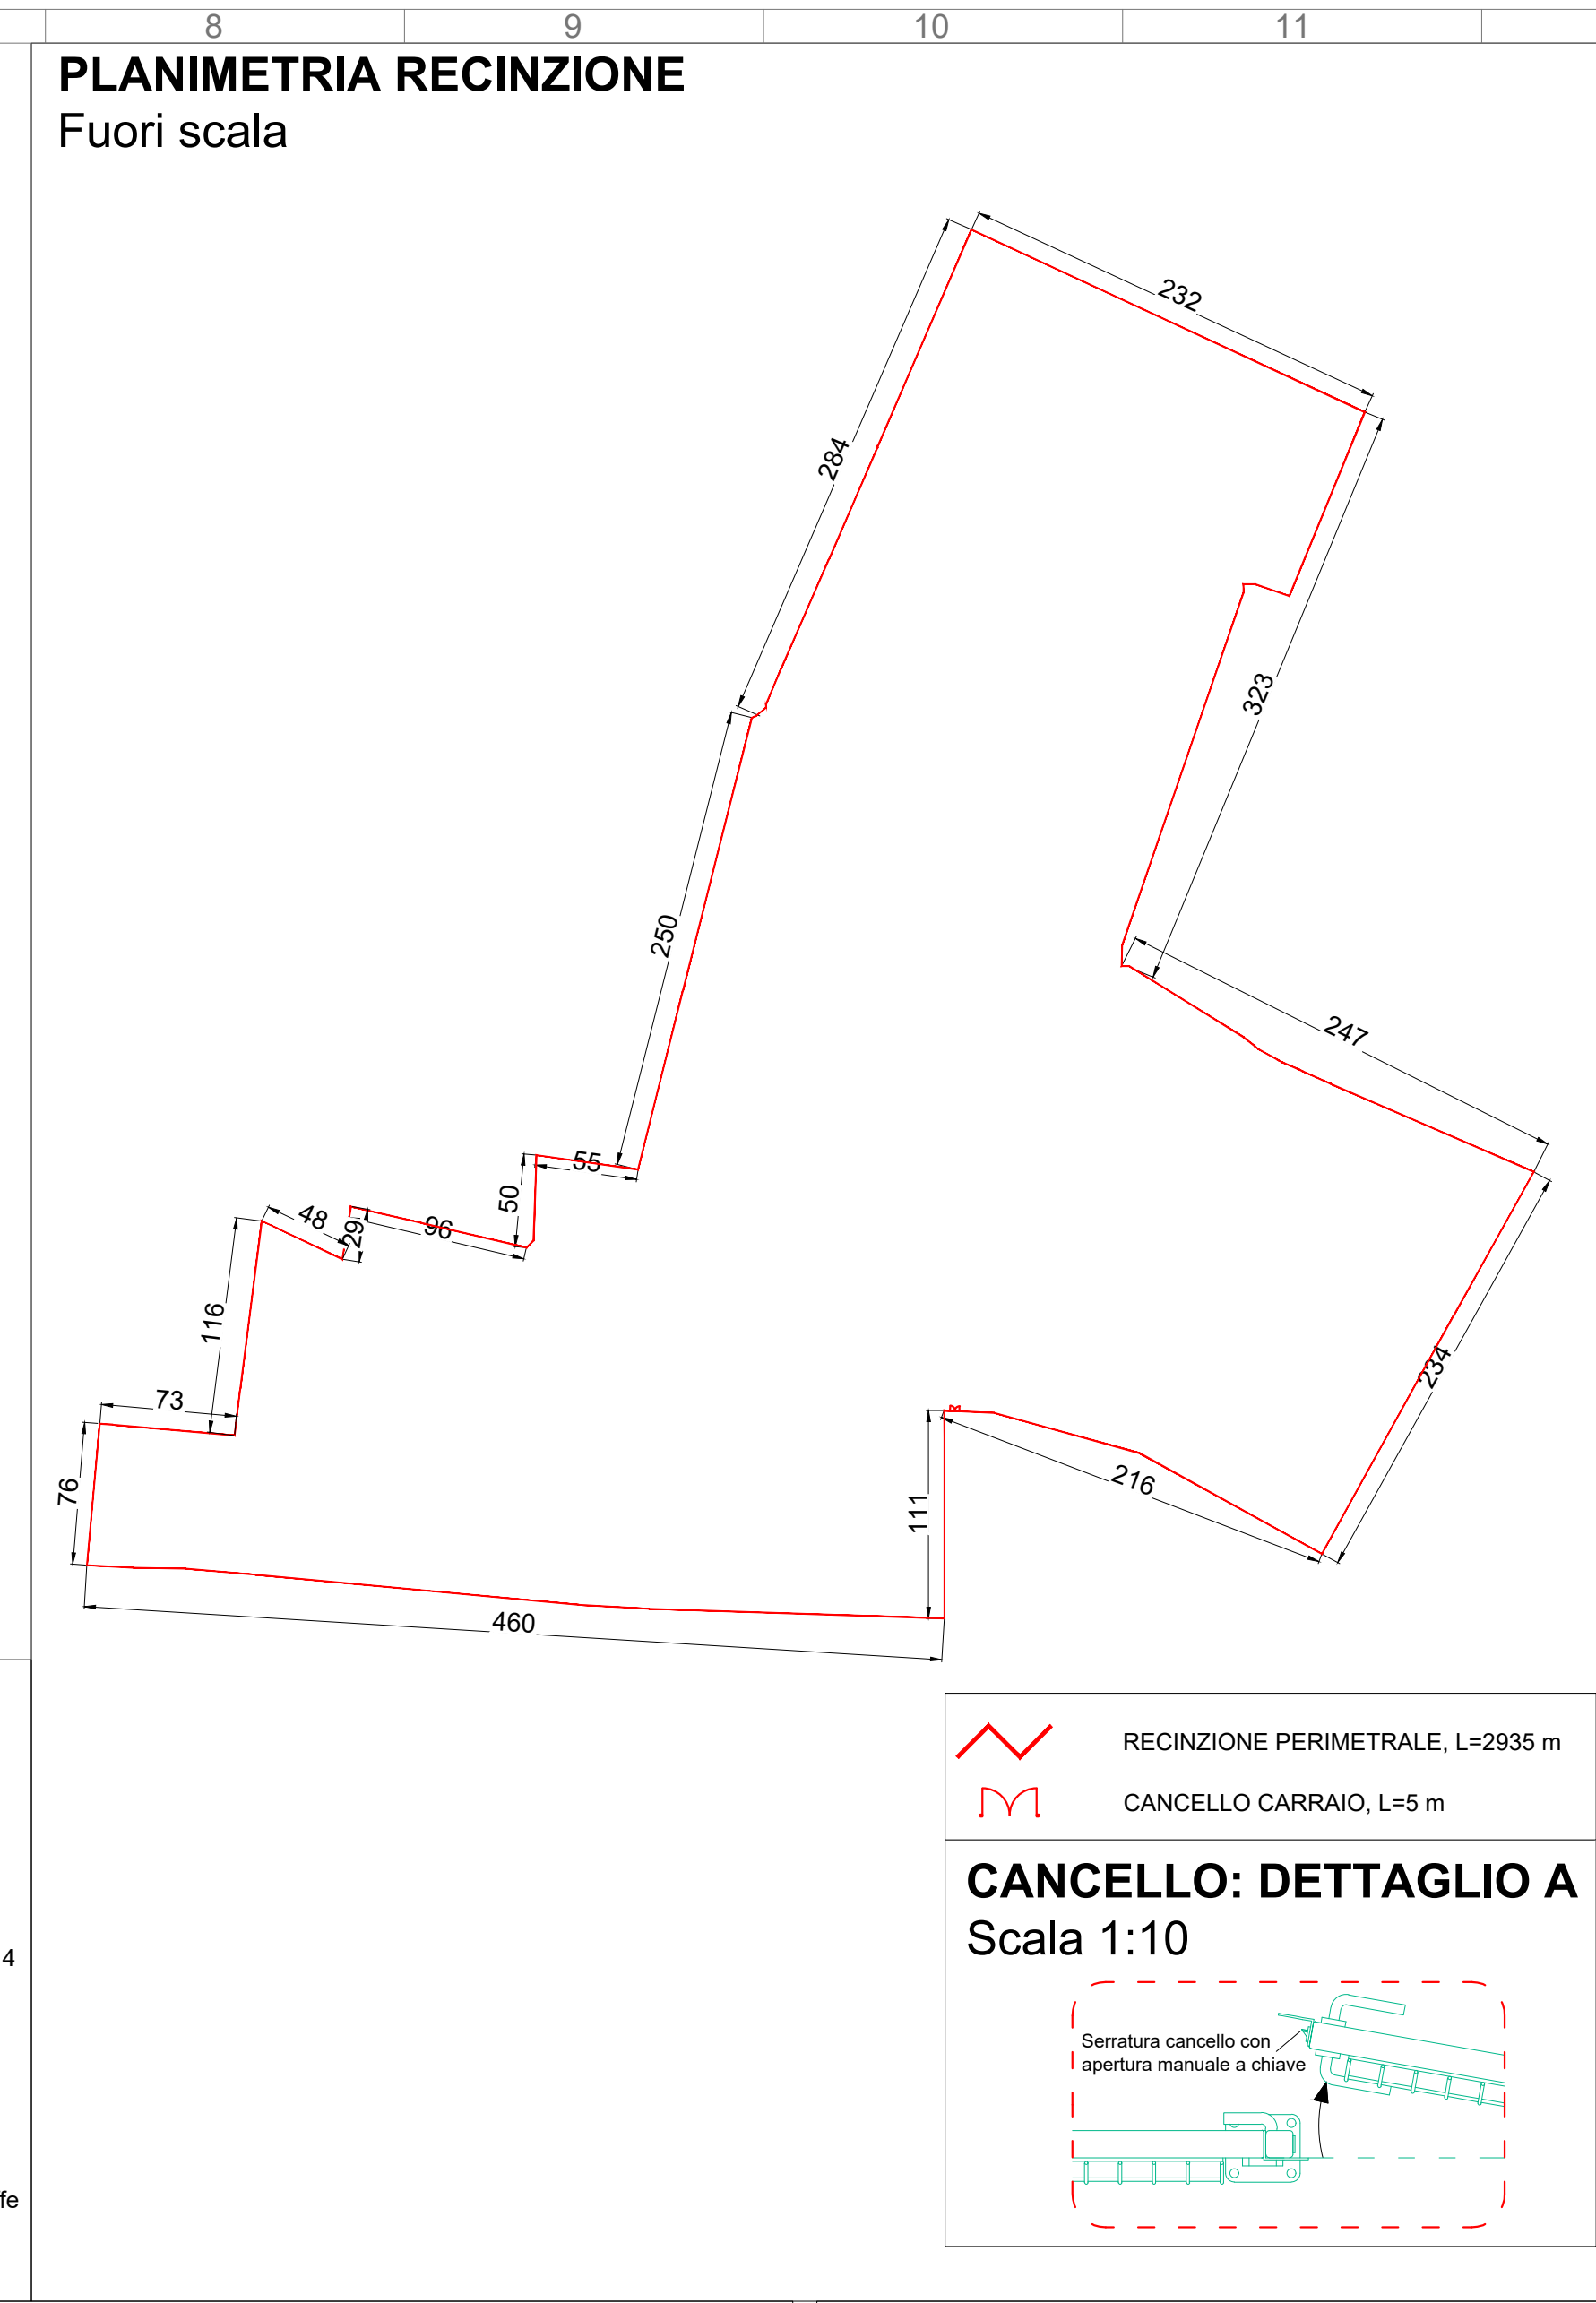 8 9 10 11
PLANIMETRIA RECINZIONE
Fuori scala
232
284
323
250
247
55
50
48
29
96
116
234
73
76
216
111
460
RECINZIONE PERIMETRALE, L=2935 m
CANCELLO CARRAIO, L=5 m
CANCELLO: DETTAGLIO A
Scala 1:10
4
Serratura cancello con
apertura manuale a chiave
fe